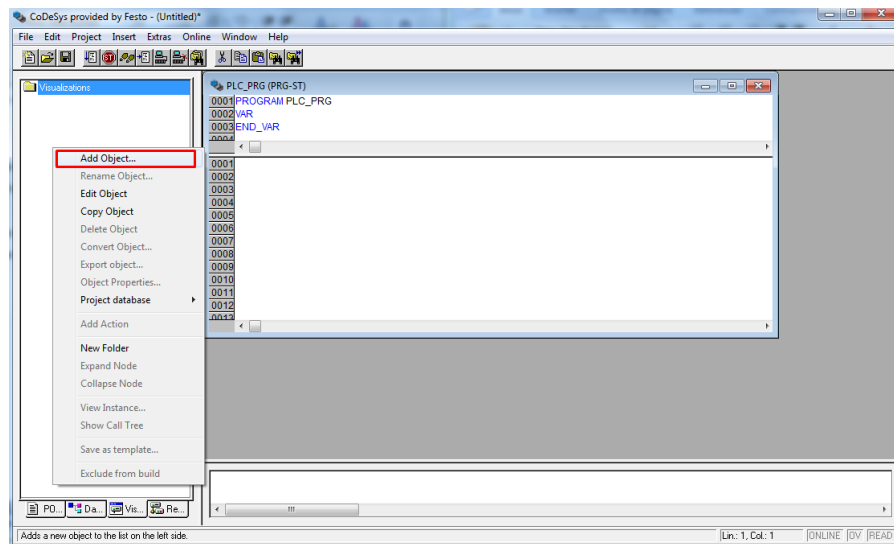 CoDeSys provided by Festo - (Untitled)*
File Edit Project Insert Extras Online Window Help
Visualizations
PLC_PRG (PRG-ST)
0001 PROGRAM PLC_PRG
0002 VAR
0003 END_VAR
0004
0001
0002
0003
0004
0005
0006
0007
0008
0009
0010
0011
0012
0013
Add Object...
Rename Object...
Edit Object
Copy Object
Delete Object
Convert Object...
Export object...
Object Properties...
Project database
Add Action
New Folder
Expand Node
Collapse Node
View Instance...
Show Call Tree
Save as template...
Exclude from build
PO... Da... Vis... Re...
Adds a new object to the list on the left side.
Lin.: 1, Col.: 1 ONLINE OV READ